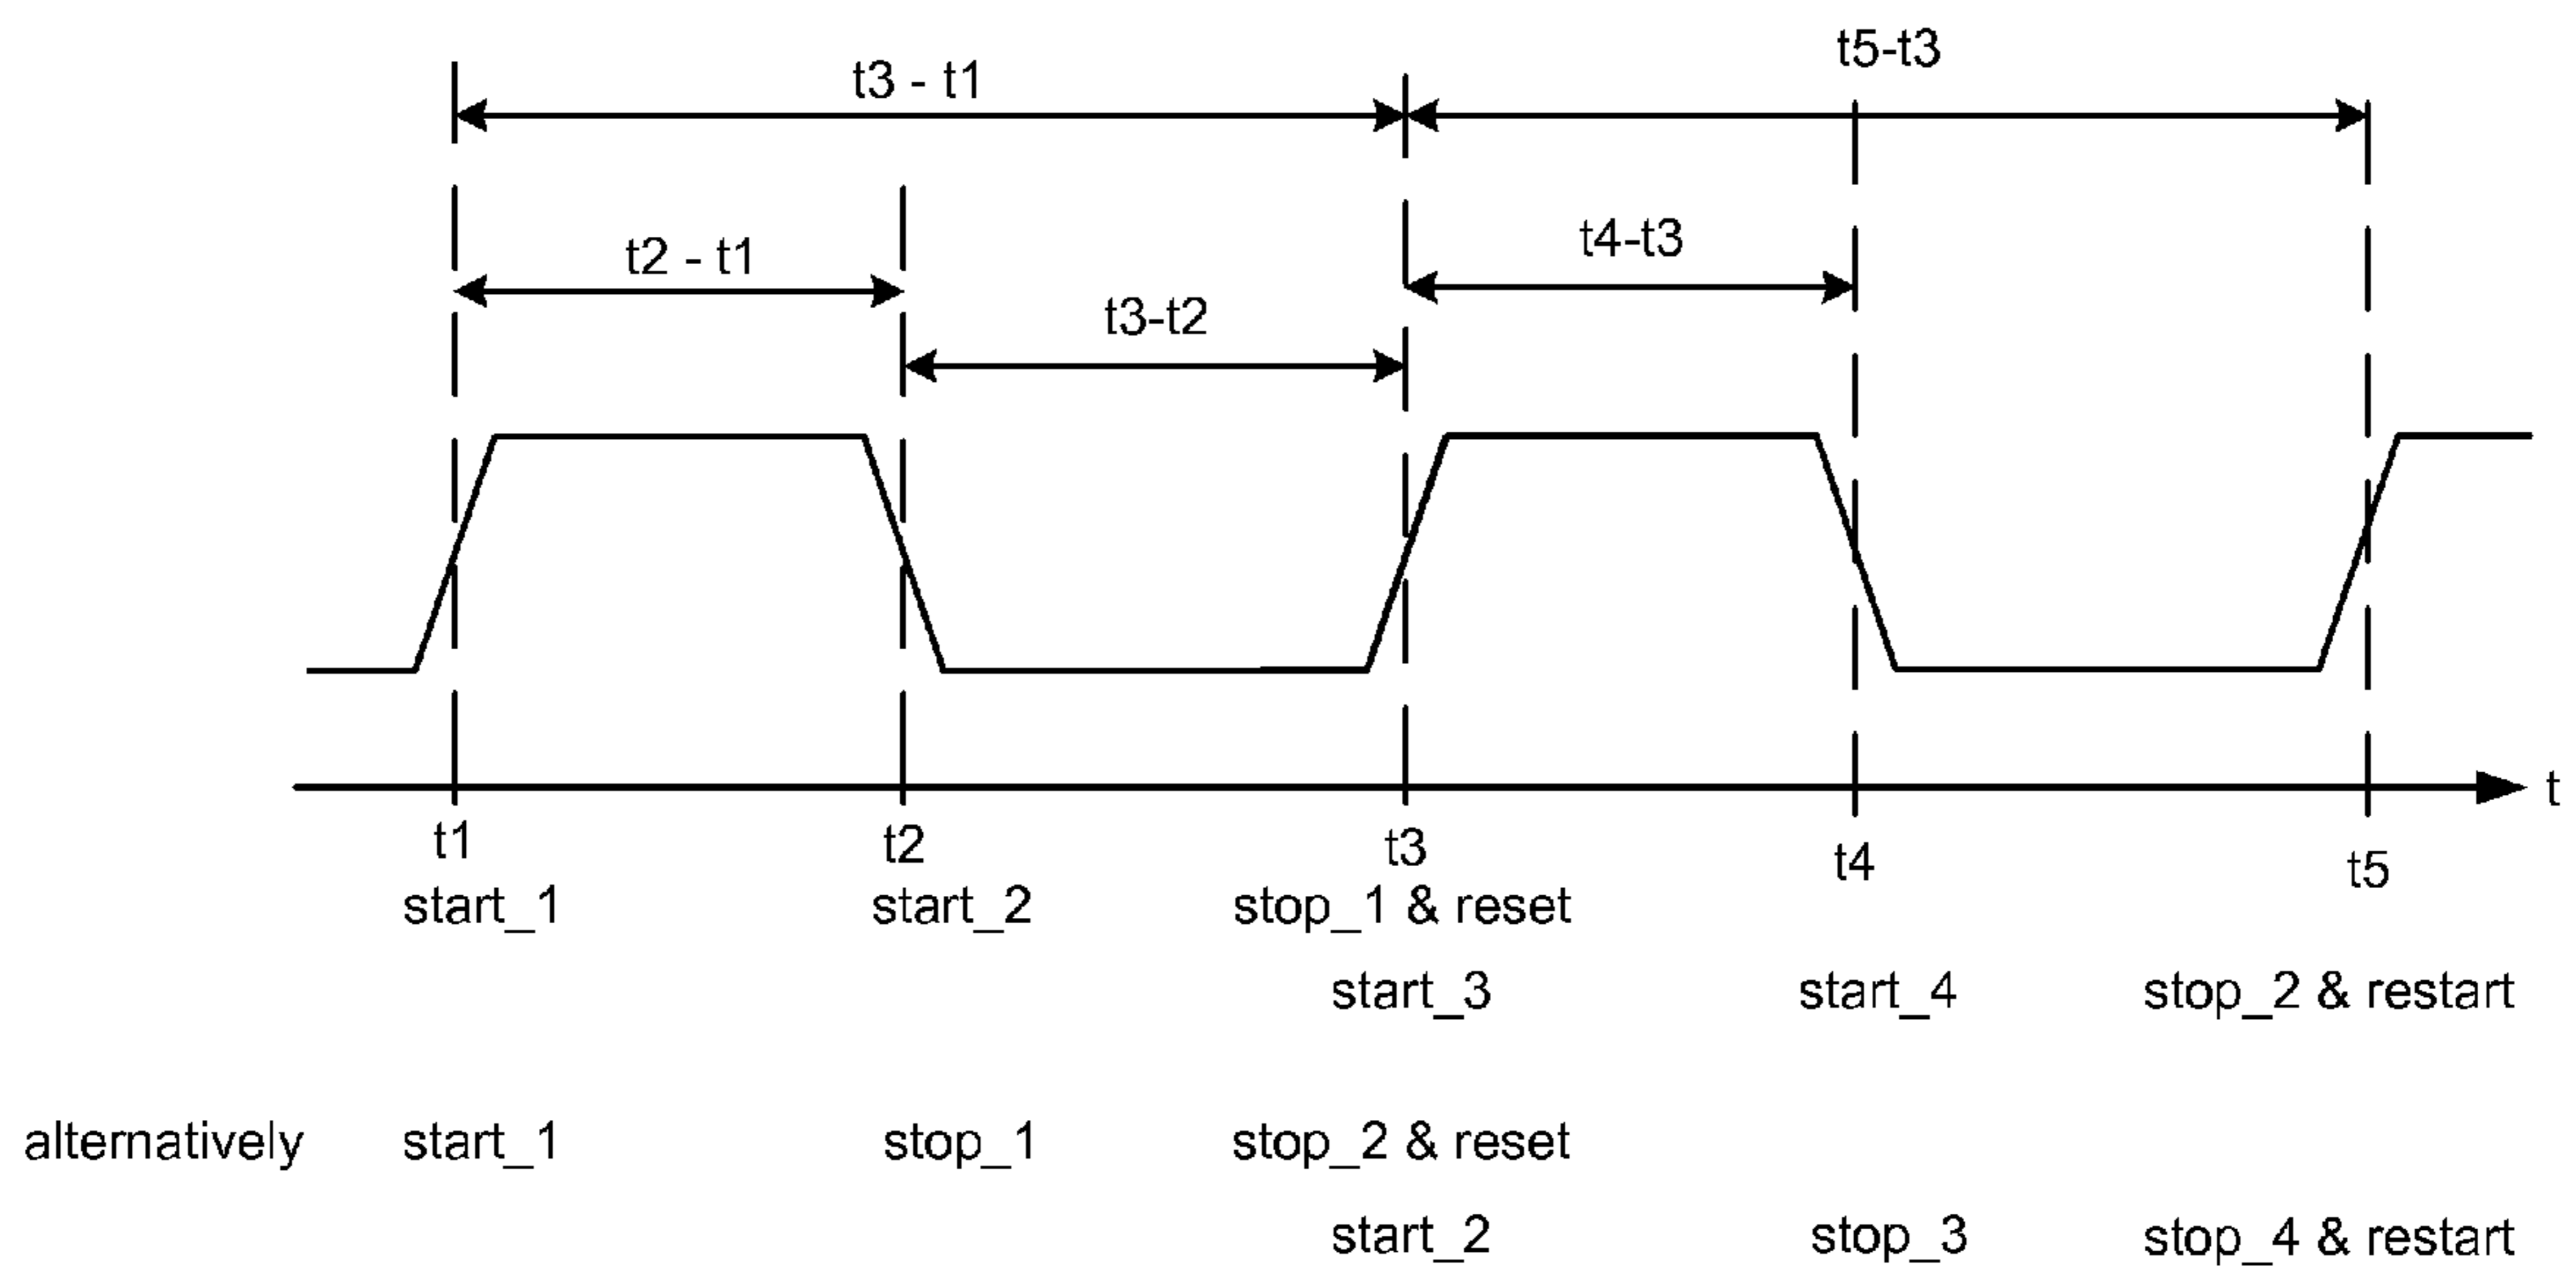 t5-t3
t3 - t1
t4-t3
t2 - t1
t3-t2
t
t1 t2 t3 t4 t5
start_1 start_2 stop_1 & reset
start_3 start_4 stop_2 & restart
alternatively start_1 stop_1 stop_2 & reset
start_2 stop_3 stop_4 & restart